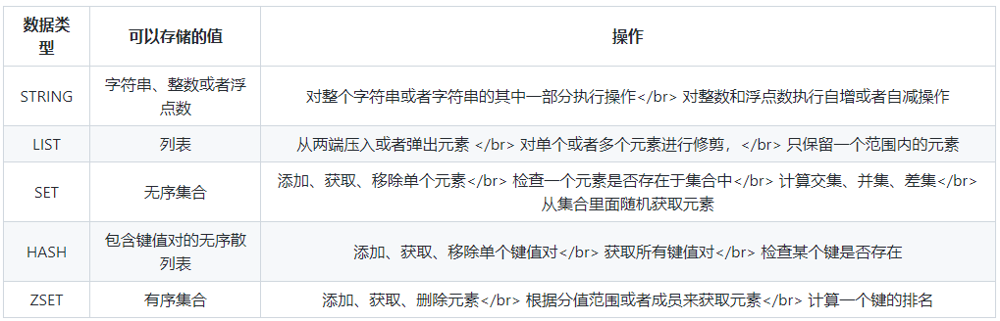 数据类
型
可以存储的值
操作
STRING
字符串、整数或者浮
点数
对整个字符串或者字符串的其中一部分执行操作</br> 对整数和浮点数执行自增或者自减操作
LIST
列表
从两端压入或者弹出元素 </br> 对单个或者多个元素进行修剪，</br> 只保留一个范围内的元素
SET
无序集合
添加、获取、移除单个元素</br> 检查一个元素是否存在于集合中</br> 计算交集、并集、差集</br>
从集合里面随机获取元素
HASH
包含键值对的无序散
列表
添加、获取、移除单个键值对</br> 获取所有键值对</br> 检查某个键是否存在
ZSET
有序集合
添加、获取、删除元素</br> 根据分值范围或者成员来获取元素</br> 计算一个键的排名